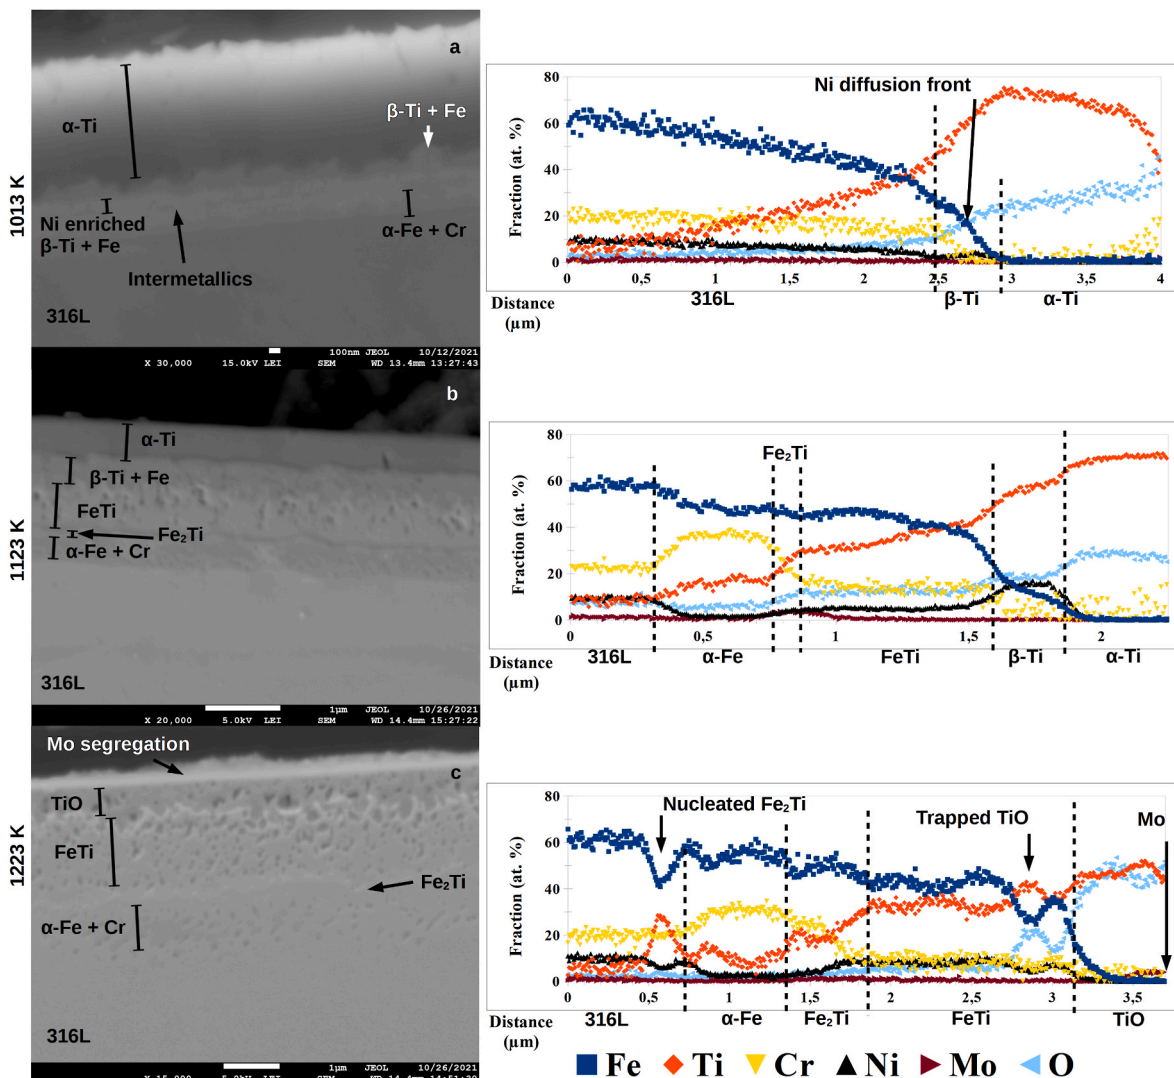 1013 K
a
α-Ti
β-Ti + Fe
Ni enriched
β-Ti + Fe
α-Fe + Cr
Intermetallics
316L
100nm JEOL 10/12/2021
X 30,000 15.0kV LEI SEM WD 13.4mm 13:27:43
Fraction (at. %)
80
60
40
20
0
Ni diffusion front
0 0,5 1 1,5 2 2,5 3 3,5 4
Distance
(µm)
316L β-Ti α-Ti
1123 K
b
α-Ti
β-Ti + Fe
FeTi
Fe₂Ti
α-Fe + Cr
316L
1µm JEOL 10/26/2021
X 20,000 5.0kV LEI SEM WD 14.4mm 15:27:22
Fraction (at. %)
80
60
40
20
0
Fe₂Ti
0 0,5 1 1,5 2
Distance
(µm)
316L α-Fe FeTi β-Ti α-Ti
1223 K
Mo segregation
c
TiO
FeTi
Fe₂Ti
α-Fe + Cr
316L
1µm JEOL 10/26/2021
Fraction (at. %)
80
60
40
20
0
Nucleated Fe₂Ti
Trapped TiO
Mo
0 0,5 1 1,5 2 2,5 3 3,5
Distance
(µm)
316L α-Fe Fe₂Ti FeTi TiO
Fe Ti Cr Ni Mo O